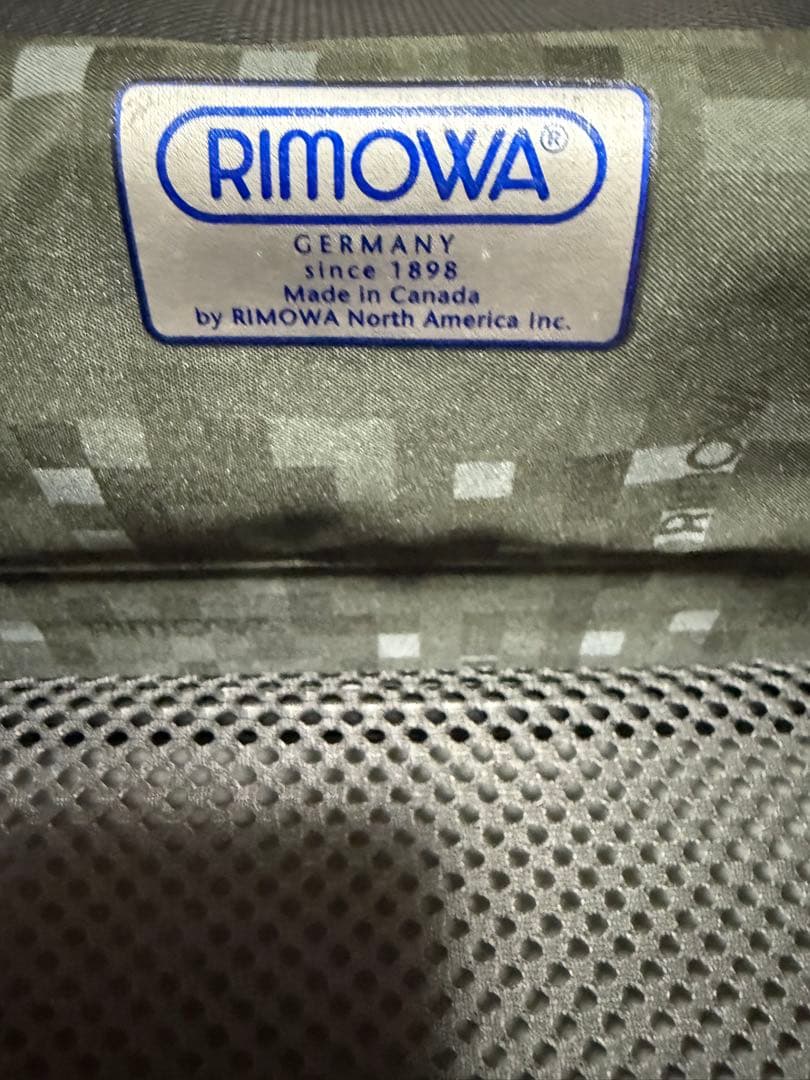 RIMOWA®
GERMANY
since 1898
Made in Canada
by RIMOWA North America Inc.